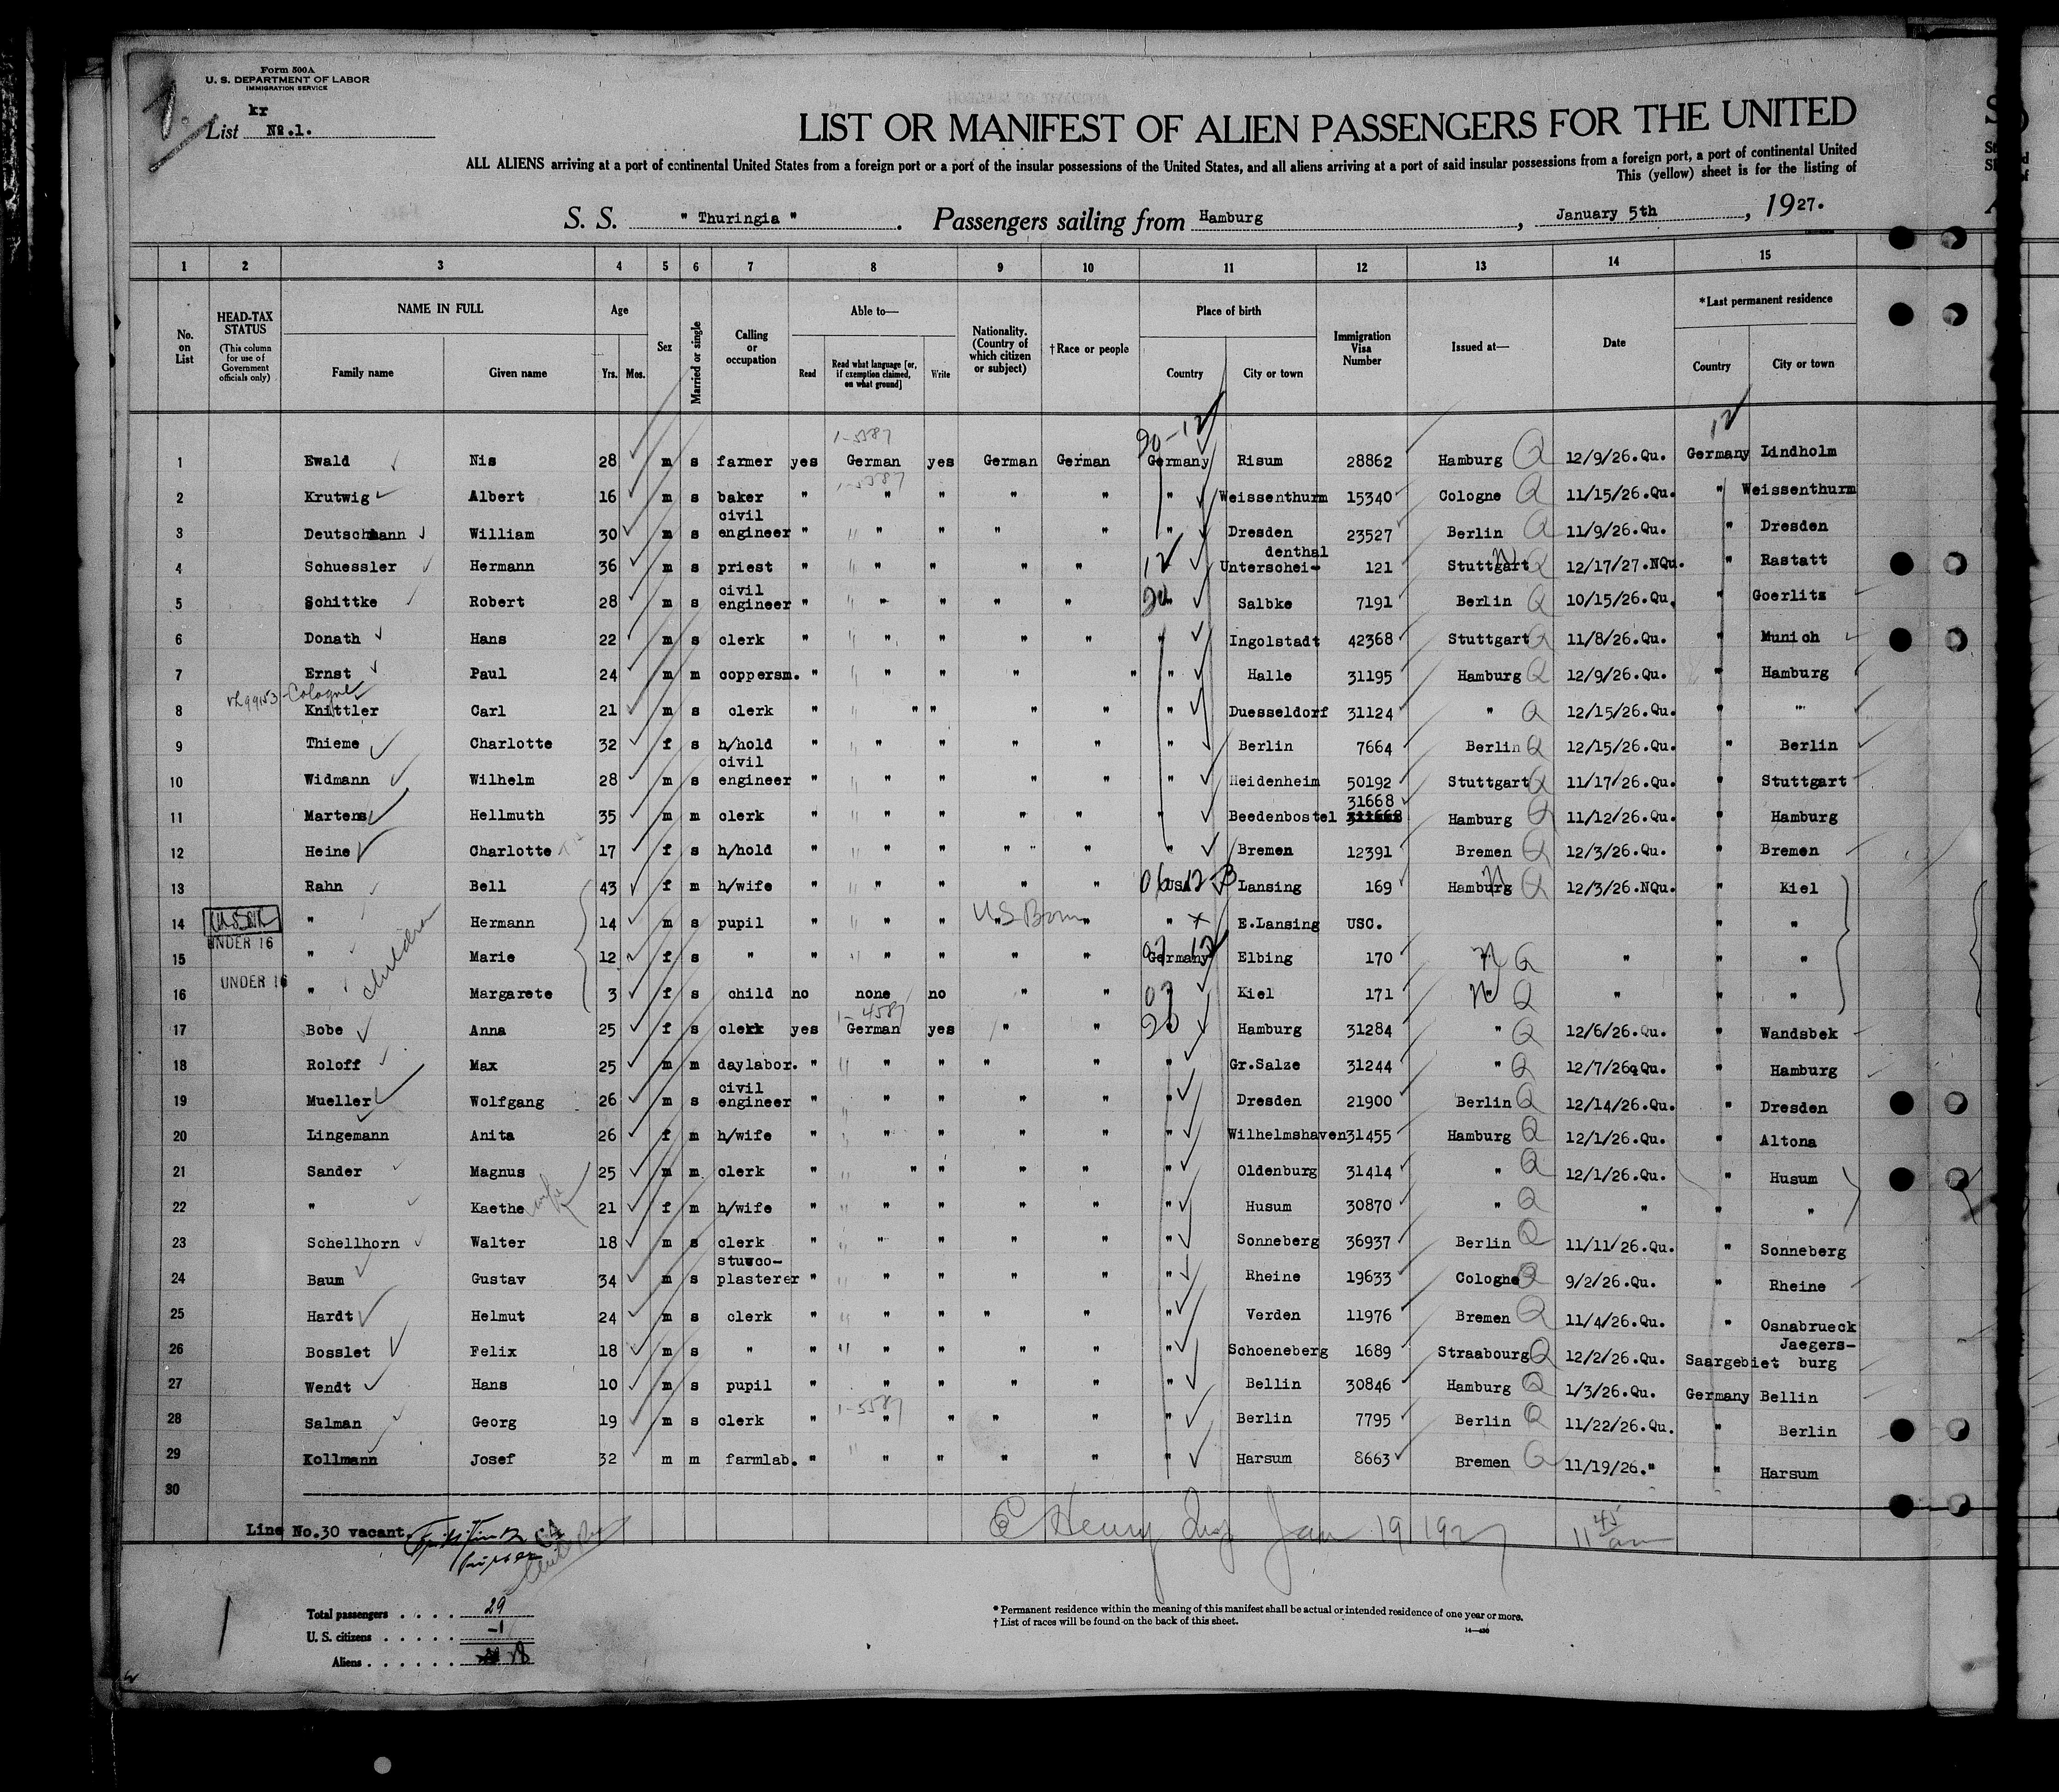 Form 500A
U. S. DEPARTMENT OF LABOR
IMMIGRATION SERVICE
kr
List No.1.
LIST OR MANIFEST OF ALIEN PASSENGERS FOR THE UNITED
ALL ALIENS arriving at a port of continental United States from a foreign port or a port of the insular possessions of the United States, and all aliens arriving at a port of said insular possessions from a foreign port, a port of continental United
This (yellow) sheet is for the listing of
S. S. " Thuringia ". Passengers sailing from Hamburg, January 5th, 1927.
1 2 3 4 5 6 7 8 9 10 11 12 13 14 15
No. on List
HEAD-TAX STATUS (This column for use of Government officials only)
NAME IN FULL
Family name Given name
Age
Yrs. Mos.
Sex
Married or single
Calling or occupation
Able to—
Read Read what language [or, if exemption claimed, on what ground] Write
Nationality. (Country of which citizen or subject)
†Race or people
Place of birth
Country City or town
Immigration Visa Number
Issued at—
Date
*Last permanent residence
Country City or town
20-12 12
1 Ewald Nis 28 m s farmer yes German yes German German Germany Risum 28862 Hamburg Q 12/9/26.Qu. Germany Lindholm
2 Krutwig Albert 16 m s baker " " " " " " Weissenthurm 15340 Cologne Q 11/15/26.Qu. " Weissenthurm
3 Deutschmann William 30 m s civil engineer " " " " " " Dresden 23527 Berlin Q 11/9/26.Qu. " Dresden
4 Schuessler Hermann 36 m s priest " " " " " 12 Unterschei-denthal 121 Stuttgart Q 12/17/27.NQu. " Rastatt
5 Schittke Robert 28 m s civil engineer " " " " " 20 Salbke 7191 Berlin Q 10/15/26.Qu. " Goerlitz
6 Donath Hans 22 m s clerk " " " " " " Ingolstadt 42368 Stuttgart Q 11/8/26.Qu. " Munich
7 Ernst Paul 24 m m coppersm. " " " " " " Halle 31195 Hamburg Q 12/9/26.Qu. " Hamburg
Cologne
8 Knittler Carl 21 m s clerk " " " " " " Duesseldorf 31124 " Q 12/15/26.Qu. " "
9 Thieme Charlotte 32 f s h/hold " " " " " " Berlin 7664 Berlin Q 12/15/26.Qu. " Berlin
10 Widmann Wilhelm 28 m s civil engineer " " " " " " Heidenheim 50192 Stuttgart Q 11/17/26.Qu. " Stuttgart
11 Martens Hellmuth 35 m m clerk " " " " " " Beedenbostel 31668 Hamburg Q 11/12/26.Qu. " Hamburg
12 Heine Charlotte 17 f s h/hold " " " " " " Bremen 12391 Bremen Q 12/3/26.Qu. " Bremen
13 Rahn Bell 43 f m h/wife " " " " " USA Lansing 169 Hamburg Q 12/3/26.NQu. " Kiel
14 " Hermann 14 m s pupil " " " US Born " " E.Lansing USC. " "
UNDER 16
15 " Marie 12 f s " " " " " " Germany Elbing 170 N Q " " "
UNDER 16 children
16 " Margarete 3 f s child no none no " " " Kiel 171 N Q " " "
17 Bobe Anna 25 f s clerk yes German yes " " " Hamburg 31284 " Q 12/6/26.Qu. " Wandsbek
18 Roloff Max 25 m m daylabor. " " " " " " Gr.Salze 31244 " Q 12/7/26.Qu. " Hamburg
19 Mueller Wolfgang 26 m s civil engineer " " " " " " Dresden 21900 Berlin Q 12/14/26.Qu. " Dresden
20 Lingemann Anita 26 f m h/wife " " " " " " Wilhelmshaven 31455 Hamburg Q 12/1/26.Qu. " Altona
21 Sander Magnus 25 m m clerk " " " " " " Oldenburg 31414 " Q 12/1/26.Qu. " Husum
22 " Kaethe wife 21 f m h/wife " " " " " " Husum 30870 " Q " " "
23 Schellhorn Walter 18 m s clerk " " " " " " Sonneberg 36937 Berlin Q 11/11/26.Qu. " Sonneberg
24 Baum Gustav 34 m s stucco-plasterer " " " " " " Rheine 19633 Cologne Q 9/2/26.Qu. " Rheine
25 Hardt Helmut 24 m s clerk " " " " " " Verden 11976 Bremen Q 11/4/26.Qu. " Osnabrueck
26 Bosslet Felix 18 m s " " " " " " " Schoeneberg 1689 Straabourg Q 12/2/26.Qu. Saargebiet Jaegers-burg
27 Wendt Hans 10 m s pupil " " " " " " Bellin 30846 Hamburg Q 1/3/26.Qu. Germany Bellin
28 Salman Georg 19 m s clerk " " " " " " Berlin 7795 Berlin Q 11/22/26.Qu. " Berlin
29 Kollmann Josef 32 m m farmlab. " " " " " " Harsum 8663 Bremen Q 11/19/26." " Harsum
30
Line No.30 vacant.
Henry Jan 19 1927 11 45 am
Total passengers . . . . 29
U. S. citizens . . . . . -1
Aliens . . . . . .
* Permanent residence within the meaning of this manifest shall be actual or intended residence of one year or more.
† List of races will be found on the back of this sheet.